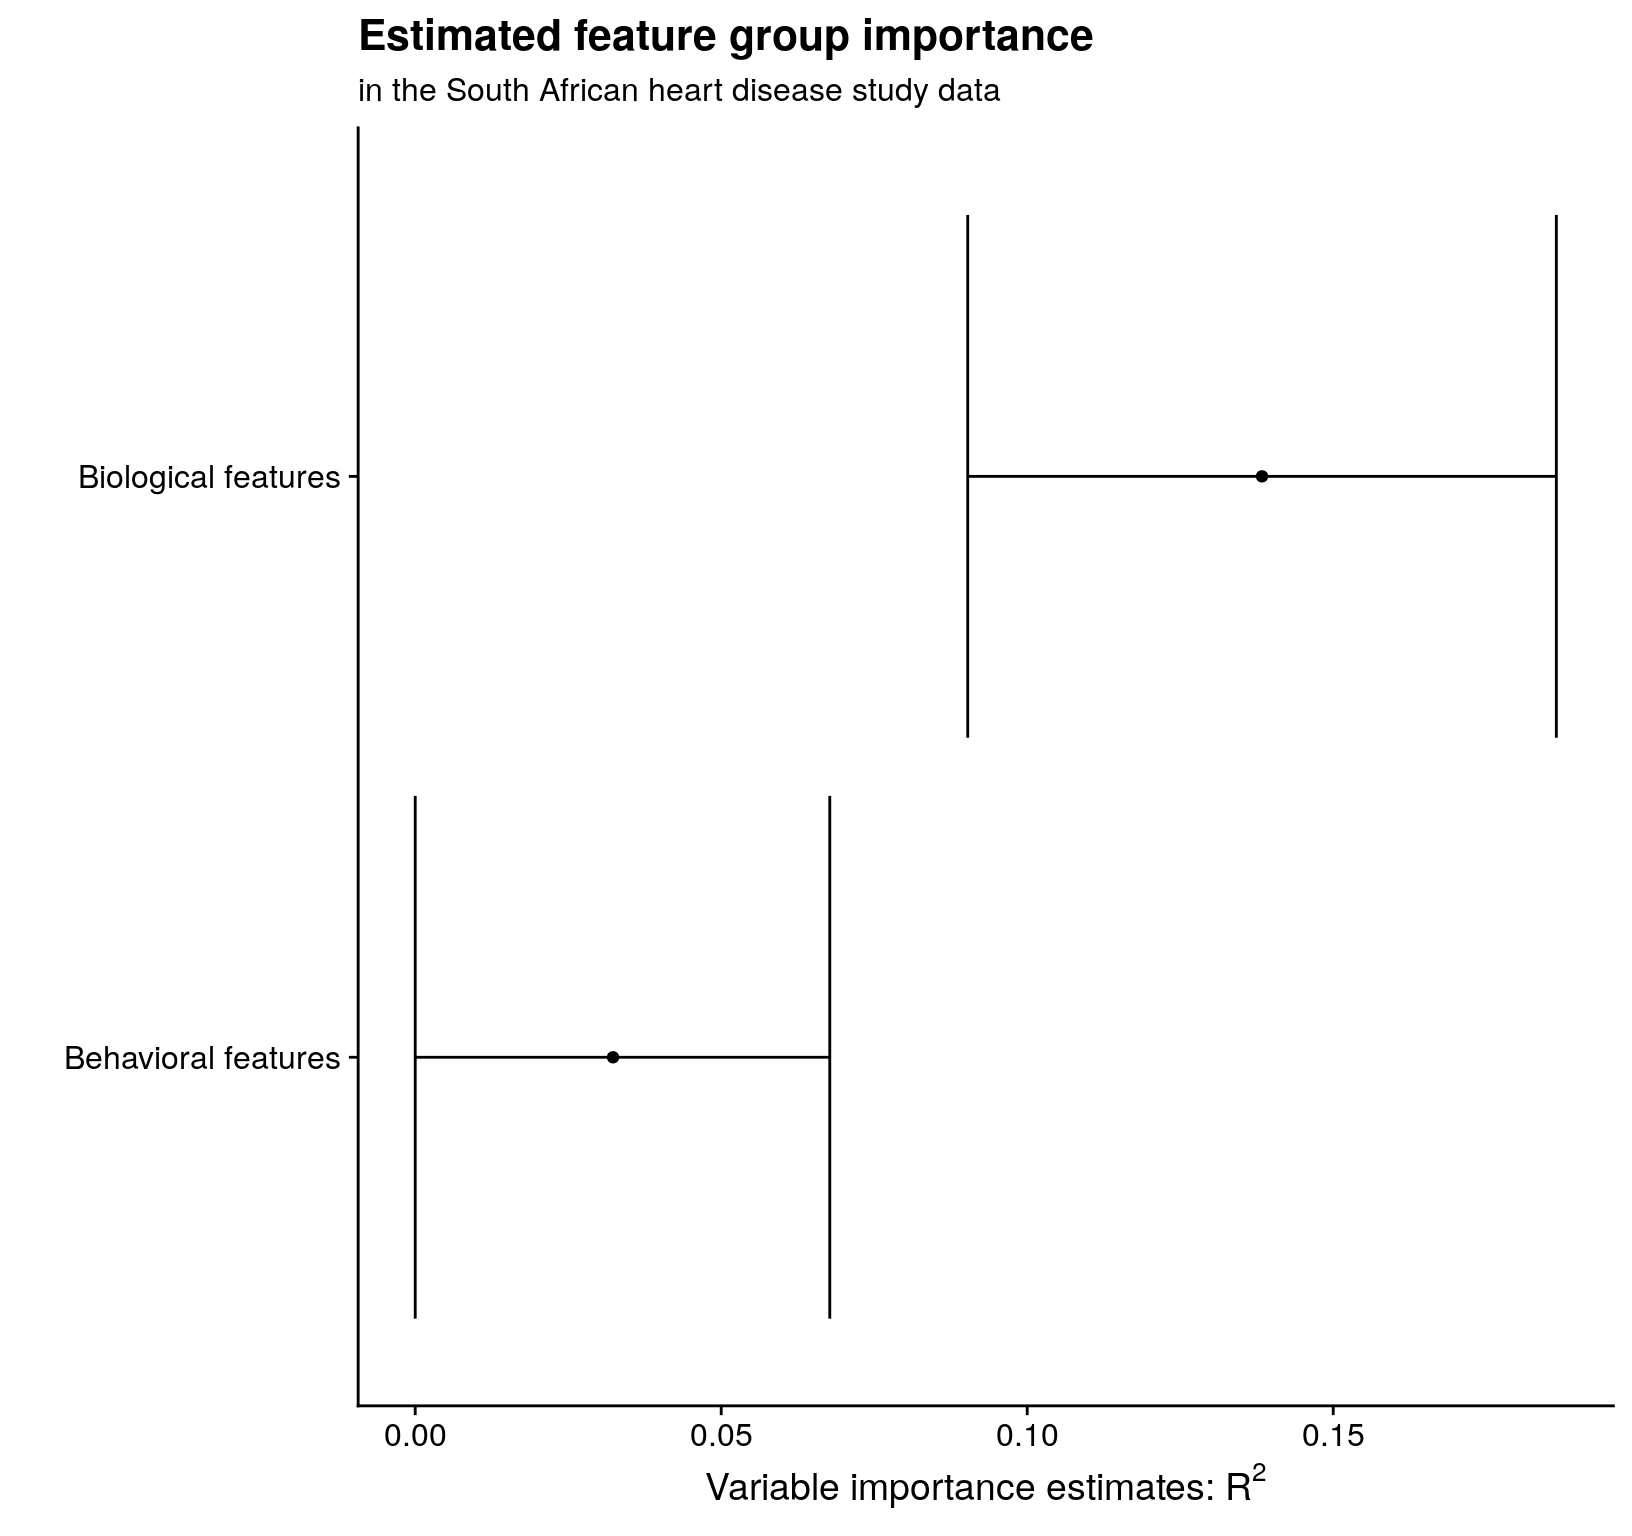 Estimated feature group importance
in the South African heart disease study data
Biological features
Behavioral features
0.00 0.05 0.10 0.15
Variable importance estimates: R²